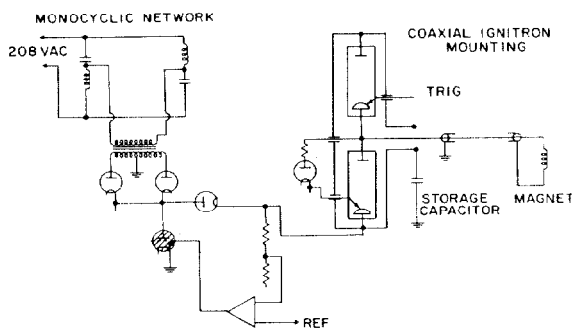 MONOCYCLIC NETWORK
208 VAC
COAXIAL IGNITRON
MOUNTING
TRIG
STORAGE
CAPACITOR
MAGNET
REF